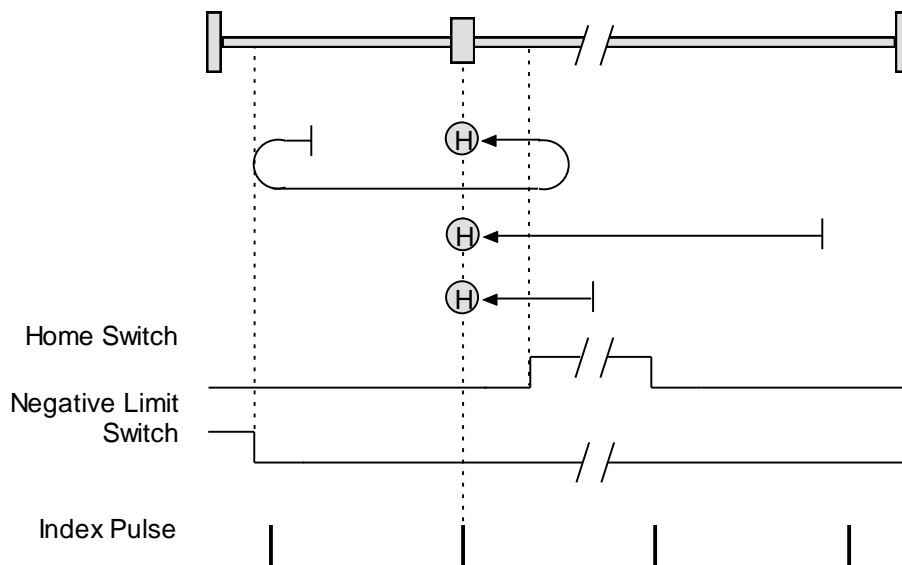 H
H
H
Home Switch
Negative Limit
Switch
Index Pulse